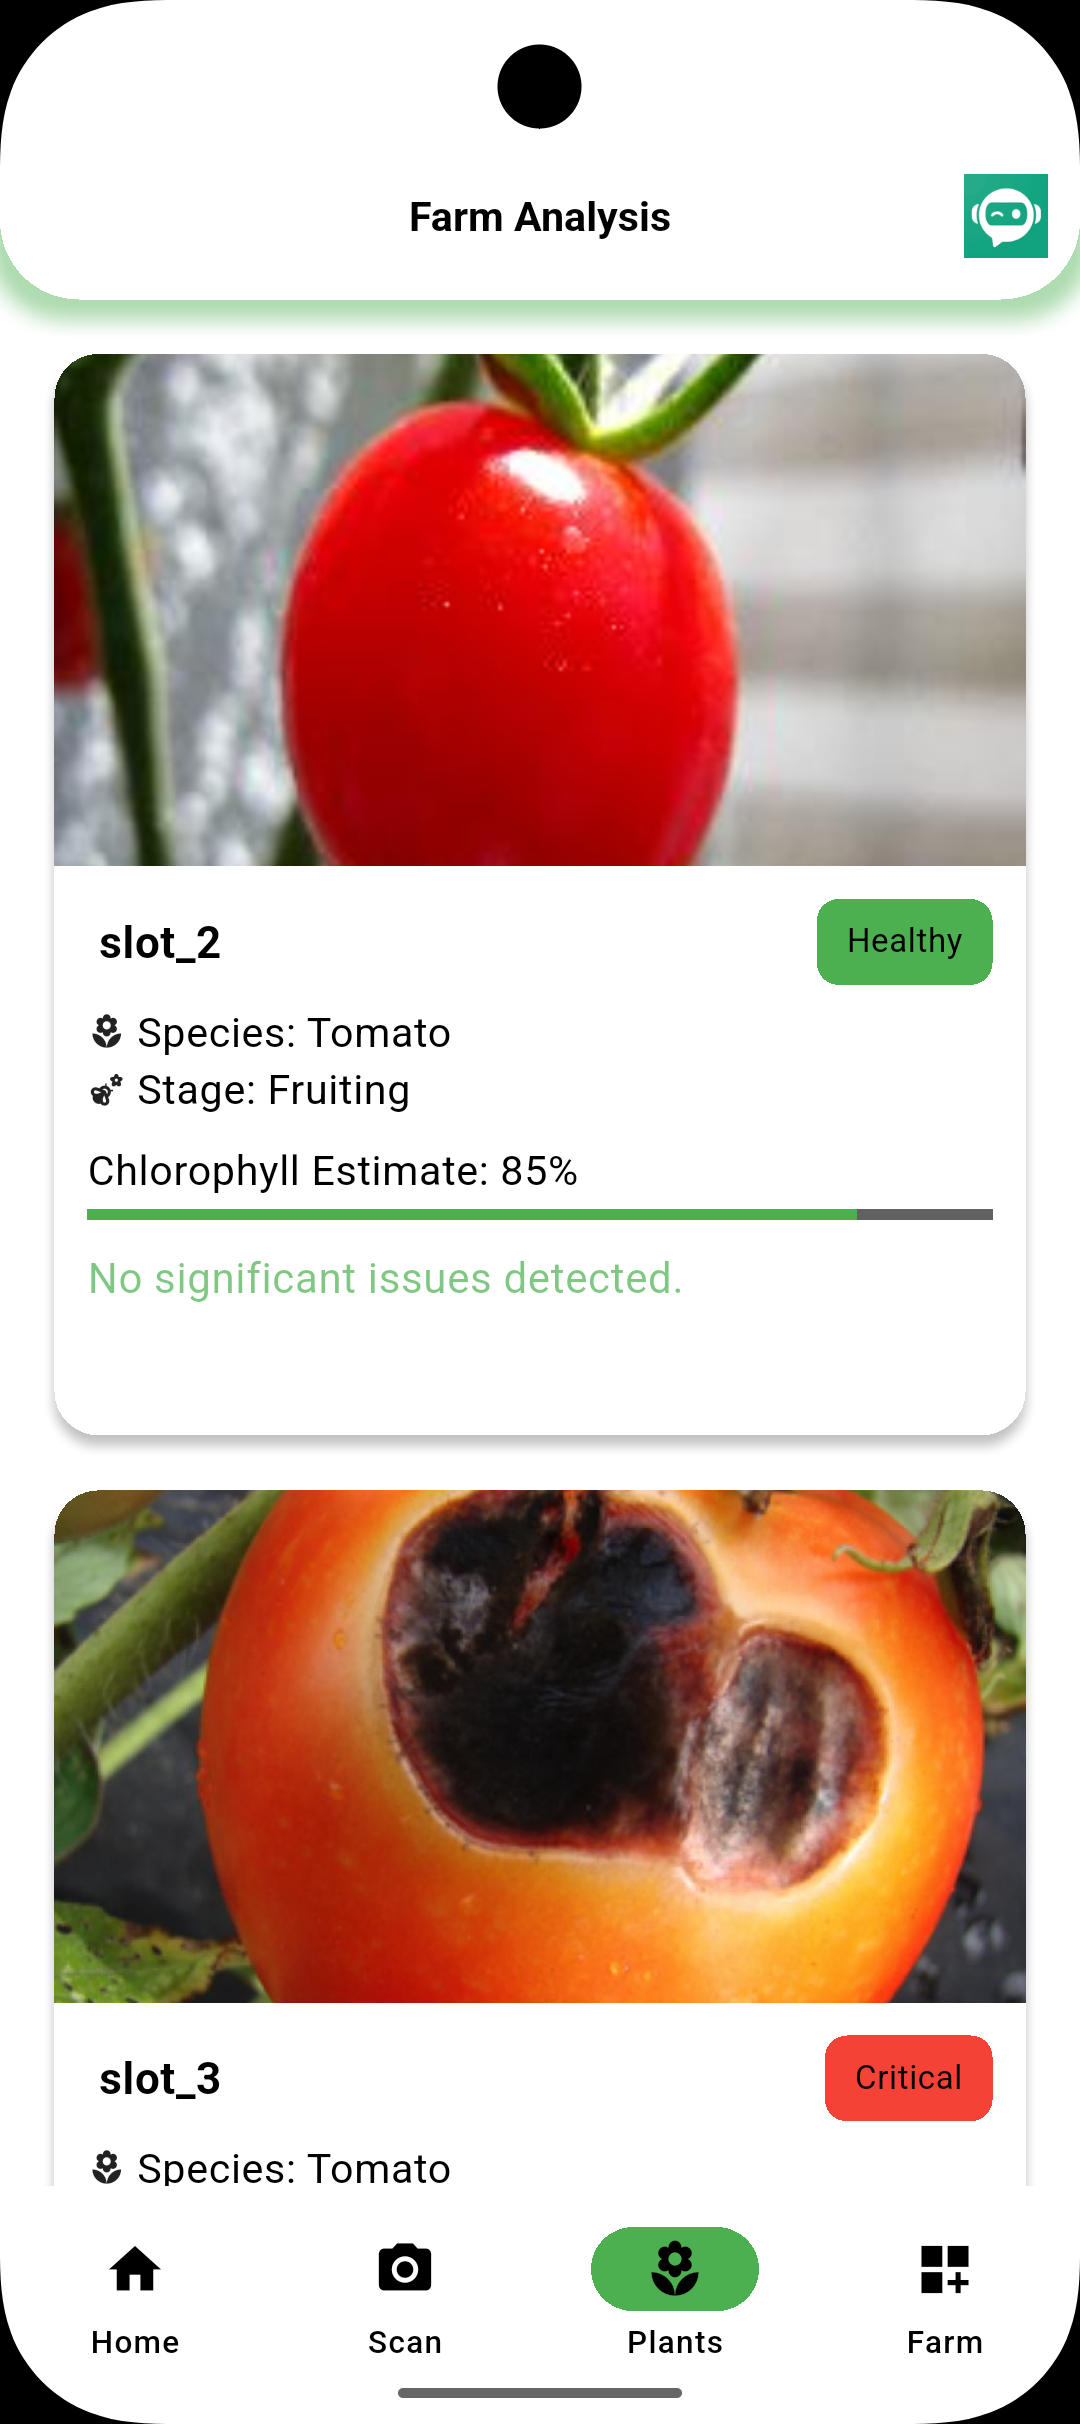 Farm Analysis
slot_2
Healthy
Species: Tomato
Stage: Fruiting
Chlorophyll Estimate: 85%
No significant issues detected.
slot_3
Critical
Species: Tomato
Home
Scan
Plants
Farm